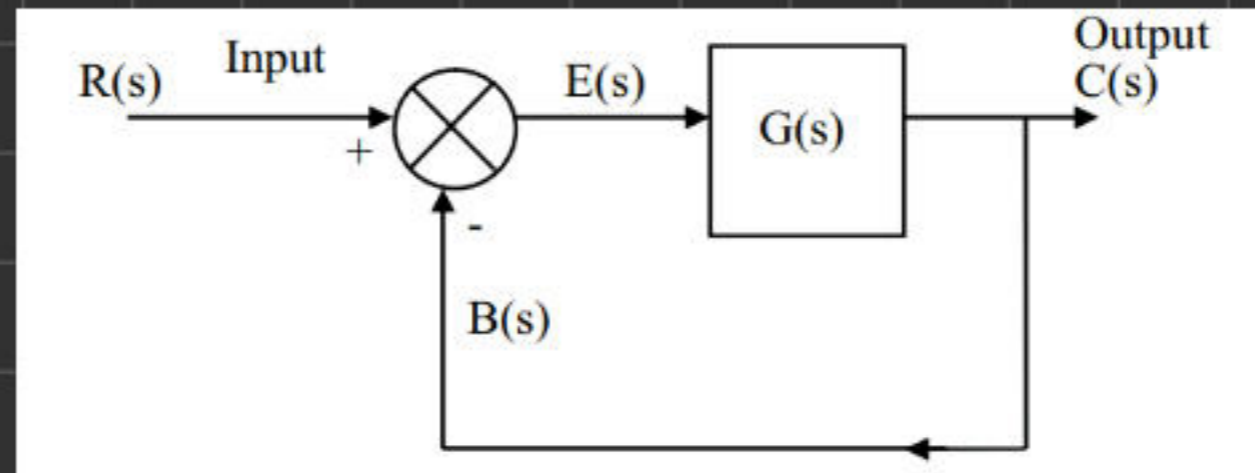 Input
R(s)
+
-
E(s)
G(s)
Output
C(s)
B(s)